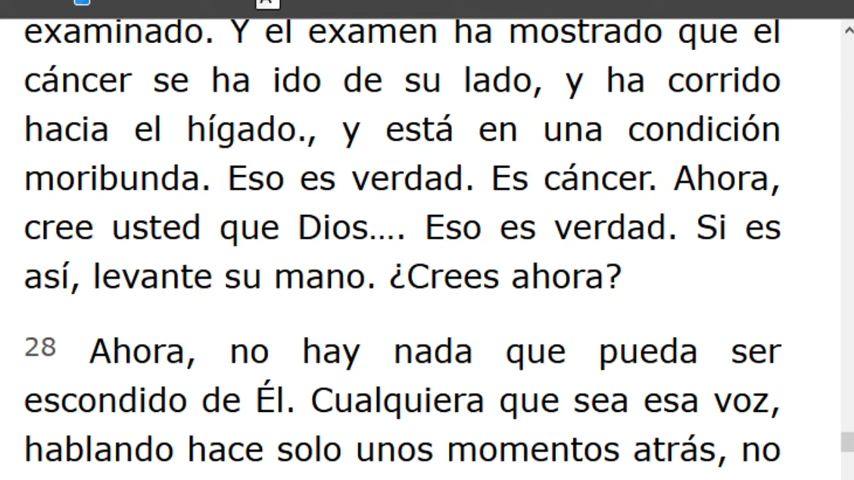 examinado. Y el examen ha mostrado que el
cáncer se ha ido de su lado, y ha corrido
hacia el hígado., y está en una condición
moribunda. Eso es verdad. Es cáncer. Ahora,
cree usted que Dios.... Eso es verdad. Si es
así, levante su mano. ¿Crees ahora?
28 Ahora, no hay nada que pueda ser
escondido de Él. Cualquiera que sea esa voz,
hablando hace solo unos momentos atrás, no